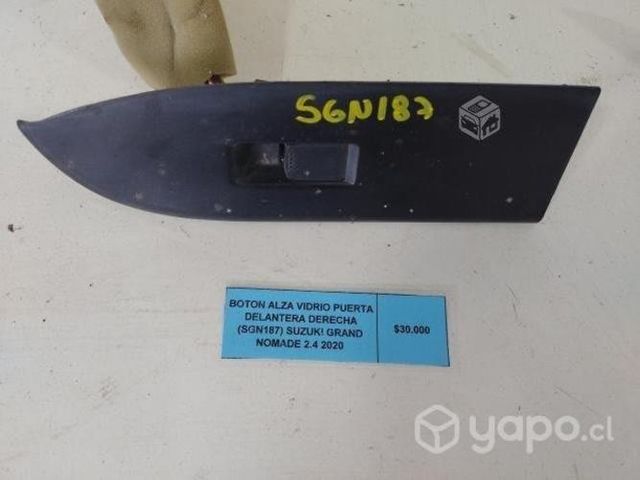 SGN187
BOTON ALZA VIDRIO PUERTA
DELANTERA DERECHA
(SGN187) SUZUKI GRAND
NOMADE 2.4 2020
$30.000
yapo.cl